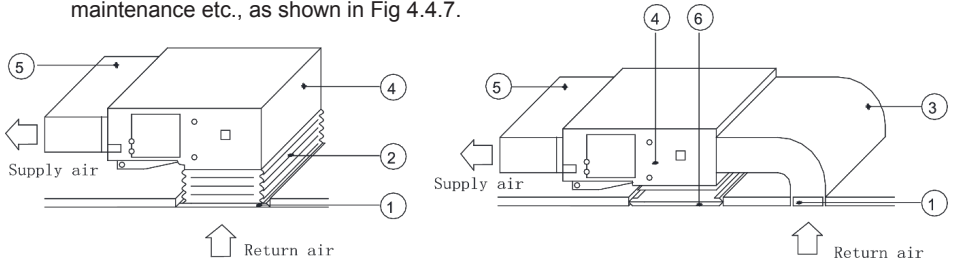 maintenance etc., as shown in Fig 4.4.7.
5
4
2
1
Supply air
Return air
4
6
5
3
1
Supply air
Return air